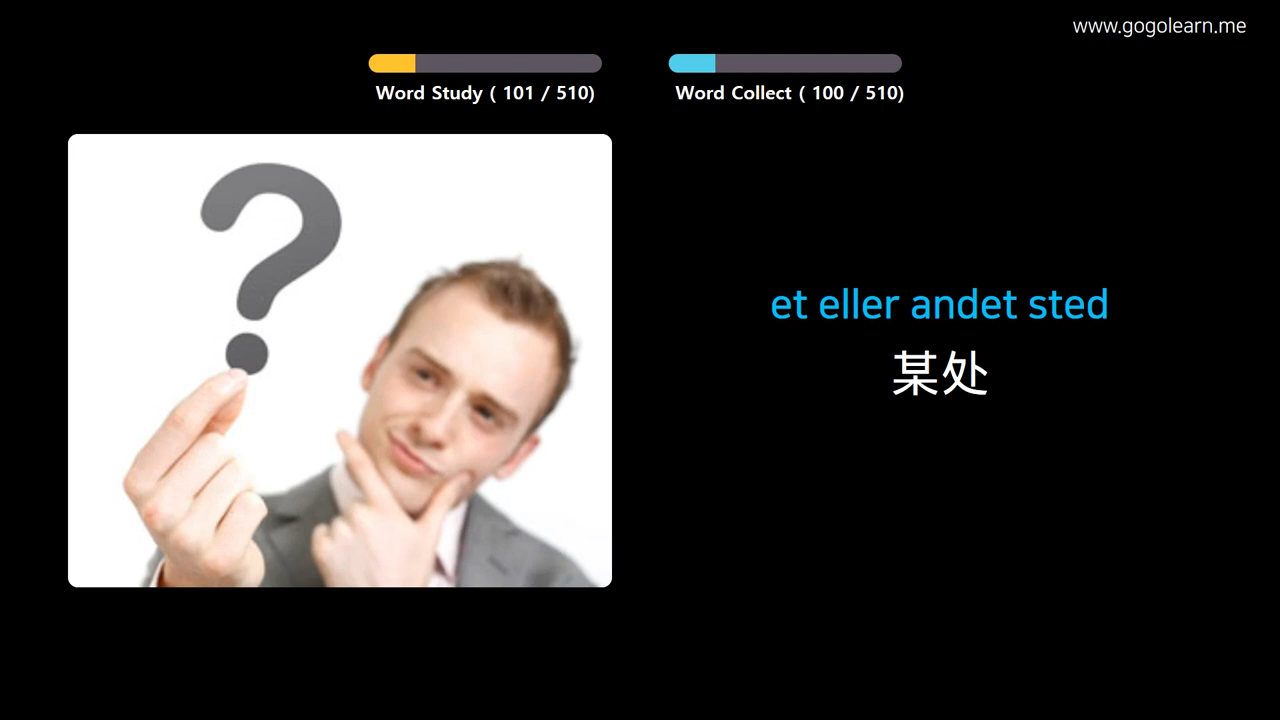 www.gogolearn.me
Word Study ( 101 / 510)
Word Collect ( 100 / 510)
?
et eller andet sted
某处